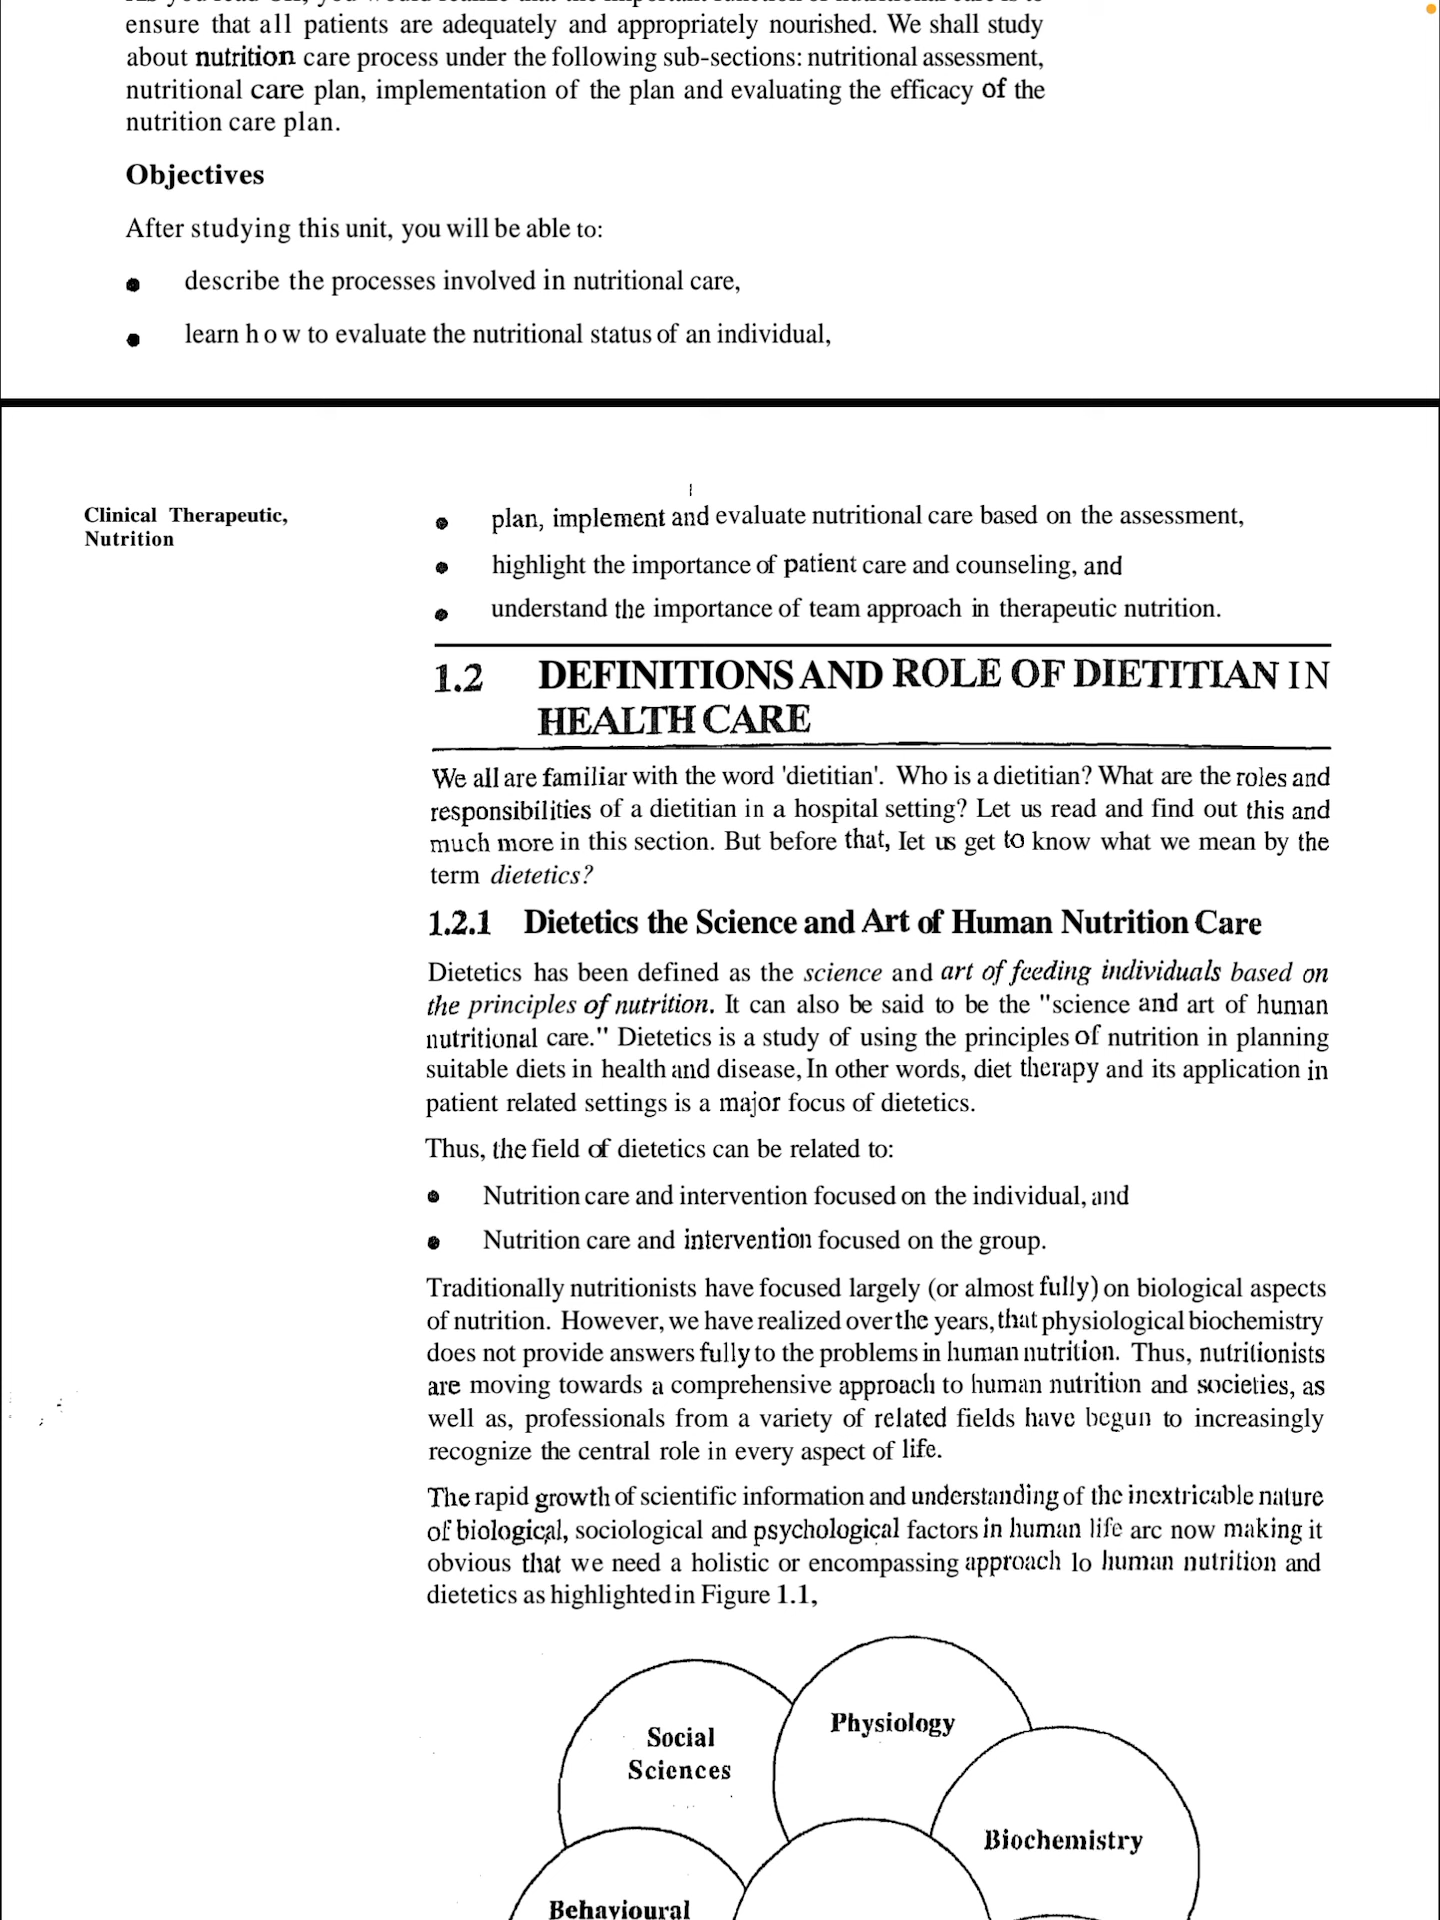 ensure that all patients are adequately and appropriately nourished. We shall study
about nutrition care process under the following sub-sections: nutritional assessment,
nutritional care plan, implementation of the plan and evaluating the efficacy of the
nutrition care plan.
Objectives
After studying this unit, you will be able to:
describe the processes involved in nutritional care,
learn how to evaluate the nutritional status of an individual,
Clinical Therapeutic,
Nutrition
plan, implement and evaluate nutritional care based on the assessment,
highlight the importance of patient care and counseling, and
understand the importance of team approach in therapeutic nutrition.
1.2 DEFINITIONS AND ROLE OF DIETITIAN IN
HEALTH CARE
We all are familiar with the word 'dietitian'. Who is a dietitian? What are the roles and
responsibilities of a dietitian in a hospital setting? Let us read and find out this and
much more in this section. But before that, let us get to know what we mean by the
term dietetics?
1.2.1 Dietetics the Science and Art of Human Nutrition Care
Dietetics has been defined as the science and art of feeding individuals based on
the principles of nutrition. It can also be said to be the "science and art of human
nutritional care." Dietetics is a study of using the principles of nutrition in planning
suitable diets in health and disease, In other words, diet therapy and its application in
patient related settings is a major focus of dietetics.
Thus, the field of dietetics can be related to:
Nutrition care and intervention focused on the individual, and
Nutrition care and intervention focused on the group.
Traditionally nutritionists have focused largely (or almost fully) on biological aspects
of nutrition. However, we have realized over the years, that physiological biochemistry
does not provide answers fully to the problems in human nutrition. Thus, nutritionists
are moving towards a comprehensive approach to human nutrition and societies, as
well as, professionals from a variety of related fields have begun to increasingly
recognize the central role in every aspect of life.
The rapid growth of scientific information and understanding of the inextricable nature
of biological, sociological and psychological factors in human life are now making it
obvious that we need a holistic or encompassing approach to human nutrition and
dietetics as highlighted in Figure 1.1,
Physiology
Social
Sciences
Biochemistry
Behavioural